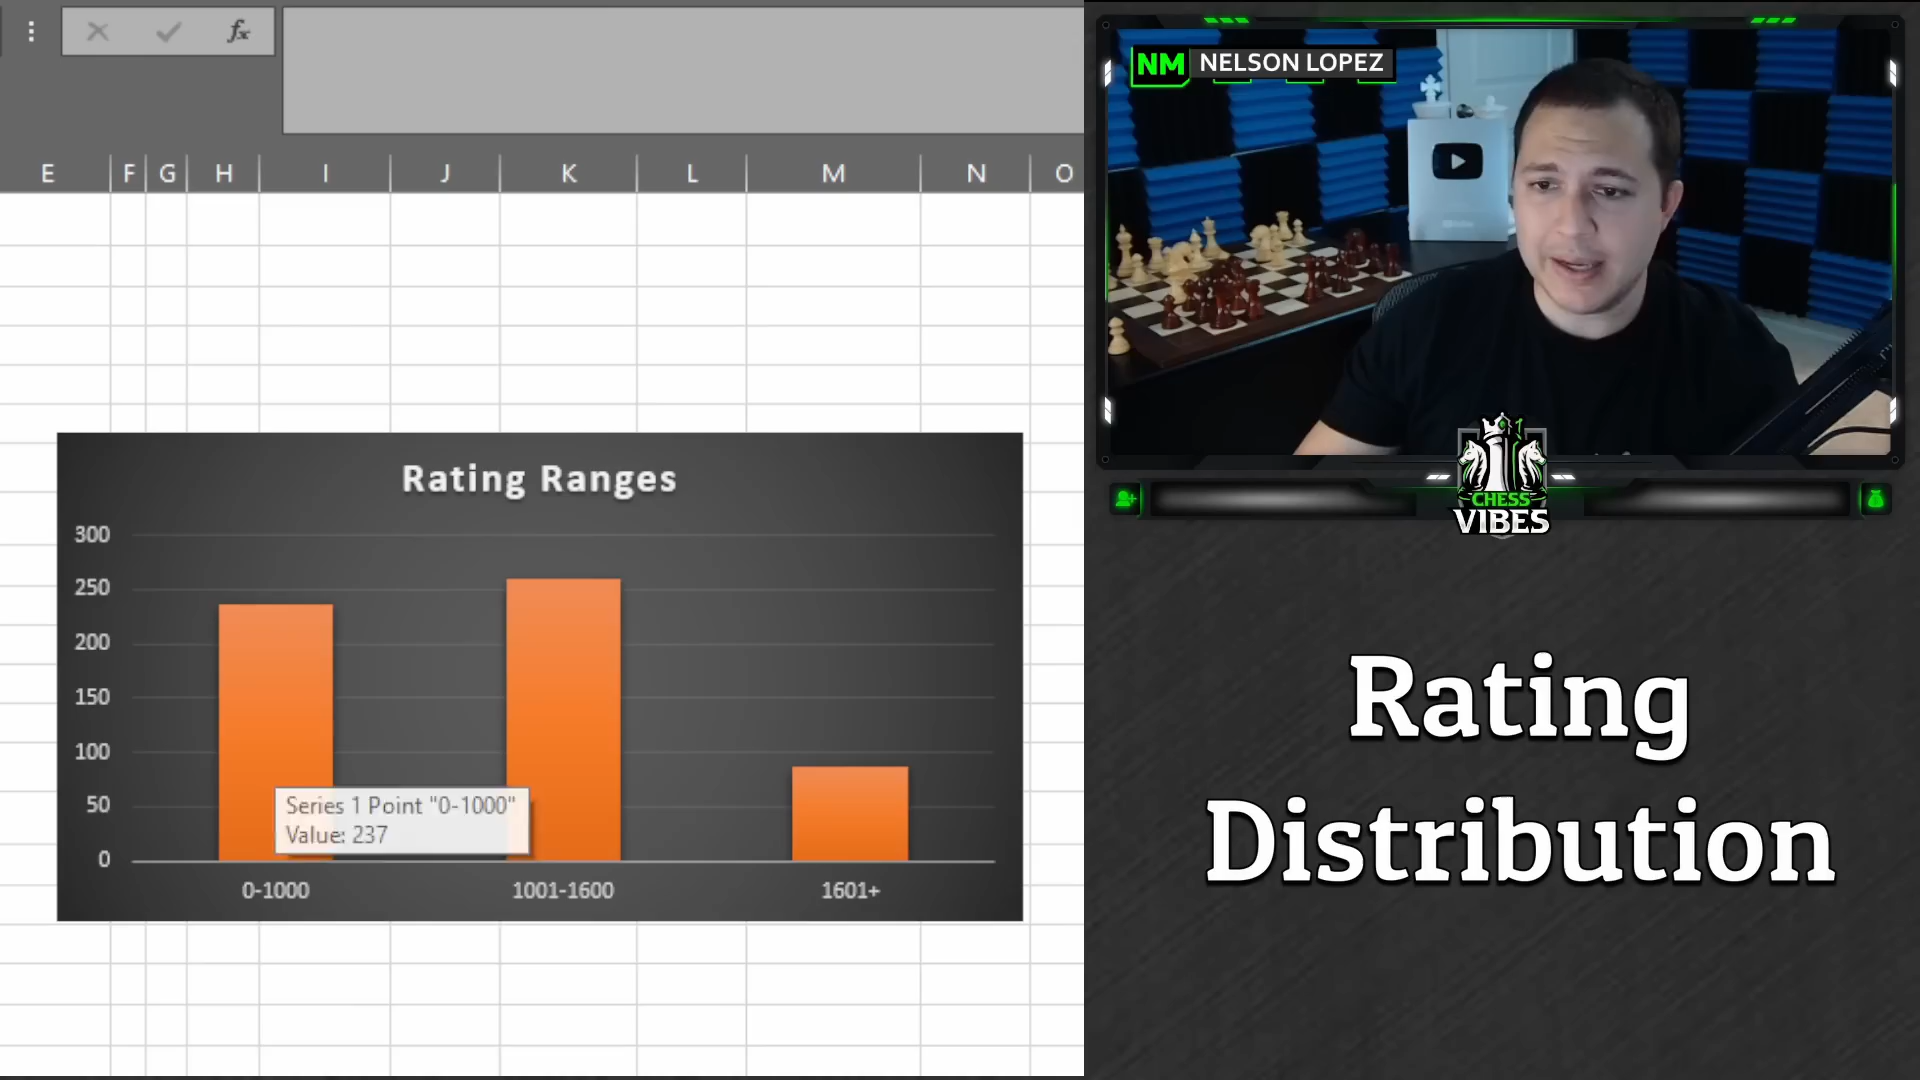 fx
E F G H I J K L M N O
Rating Ranges
300
250
200
150
100
50
0
Series 1 Point "0-1000"
Value: 237
0-1000 1001-1600 1601+
NM NELSON LOPEZ
CHESS
VIBES
Rating
Distribution